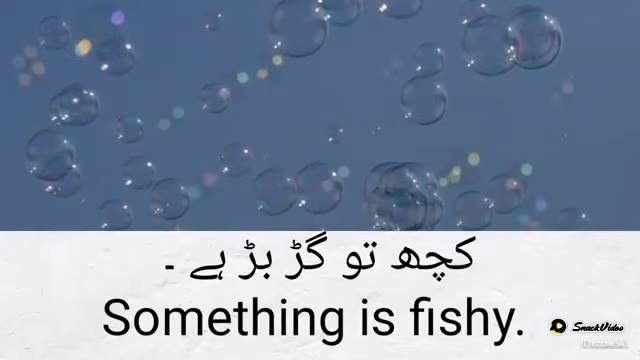 کچھ تو گڑ بڑ ہے ۔
Something is fishy.
SnackVideo